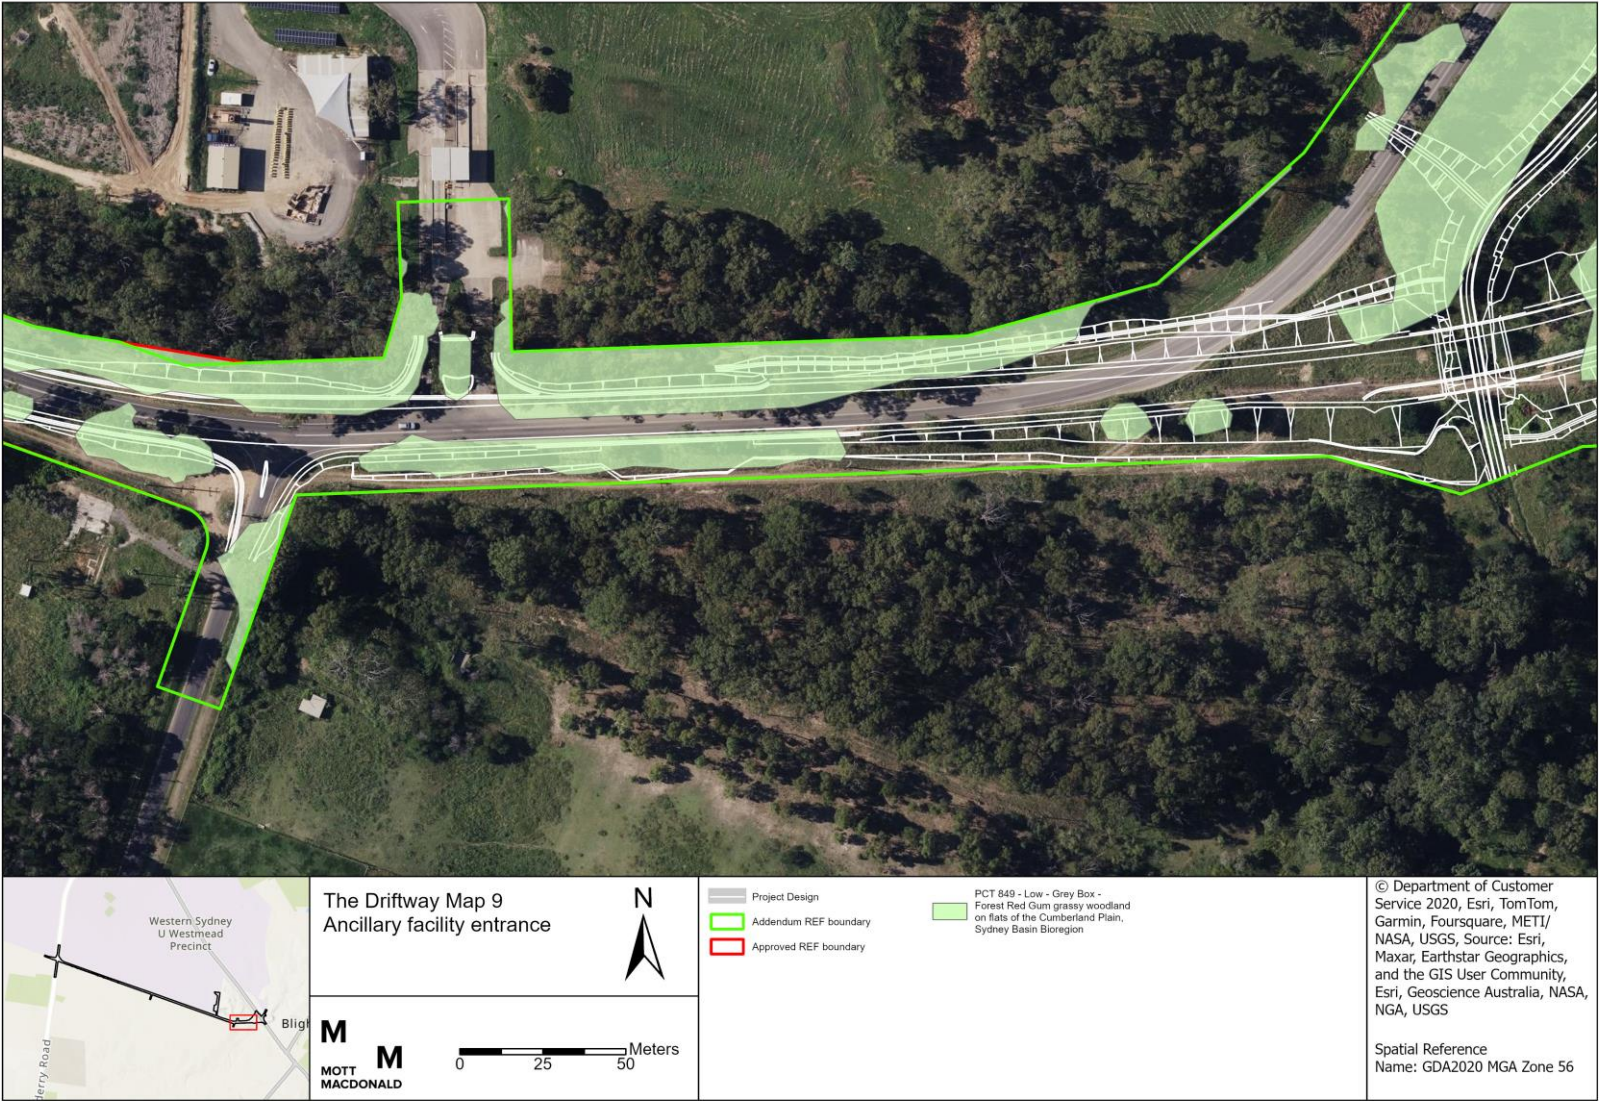 Western Sydney
U Westmead
Precinct
Bligh
derry Road
The Driftway Map 9
Ancillary facility entrance
N
M
M
MOTT
MACDONALD
Meters
0 25 50
Project Design
Addendum REF boundary
Approved REF boundary
PCT 849 - Low - Grey Box -
Forest Red Gum grassy woodland
on flats of the Cumberland Plain,
Sydney Basin Bioregion
© Department of Customer
Service 2020, Esri, TomTom,
Garmin, Foursquare, METI/
NASA, USGS, Source: Esri,
Maxar, Earthstar Geographics,
and the GIS User Community,
Esri, Geoscience Australia, NASA,
NGA, USGS
Spatial Reference
Name: GDA2020 MGA Zone 56